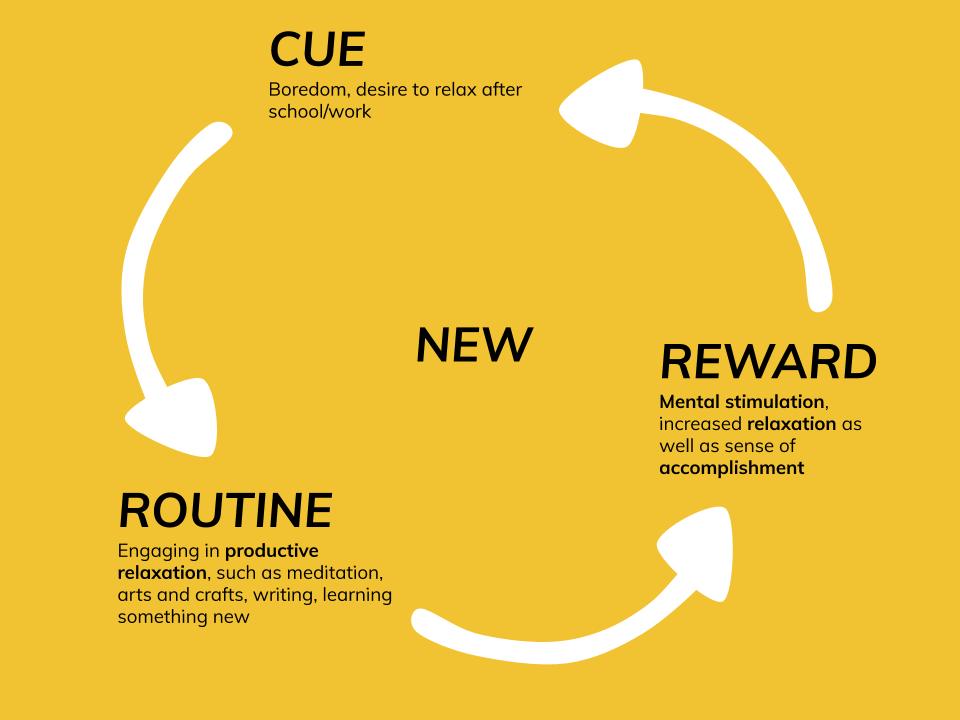 CUE
Boredom, desire to relax after
school/work
NEW
REWARD
Mental stimulation,
increased relaxation as
well as sense of
accomplishment
ROUTINE
Engaging in productive
relaxation, such as meditation,
arts and crafts, writing, learning
something new